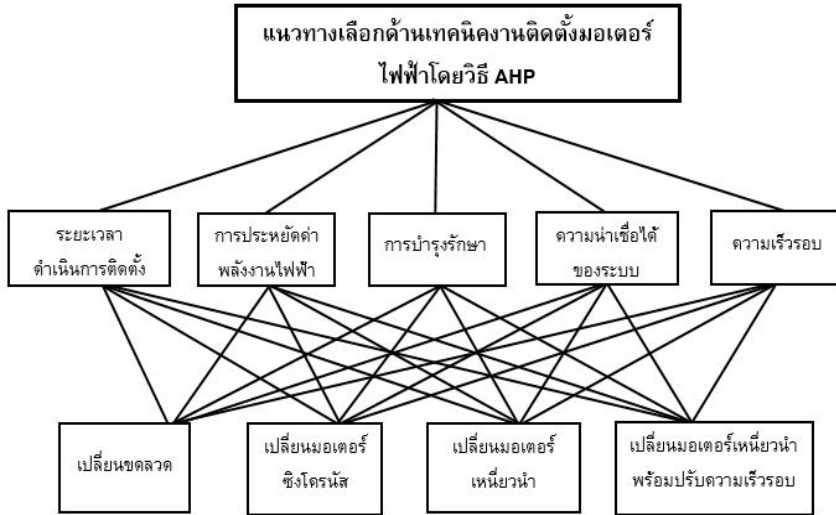 แนวทางเลือกด้านเทคนิคงานติดตั้งมอเตอร์
ไฟฟ้าโดยวิธี AHP
ระยะเวลา
ดำเนินการติดตั้ง
การประหยัดค่า
พลังงานไฟฟ้า
การบำรุงรักษา
ความน่าเชื่อได้
ของระบบ
ความเร็วรอบ
เปลี่ยนขดลวด
เปลี่ยนมอเตอร์
ซิงโครนัส
เปลี่ยนมอเตอร์
เหนี่ยวนำ
เปลี่ยนมอเตอร์เหนี่ยวนำ
พร้อมปรับความเร็วรอบ